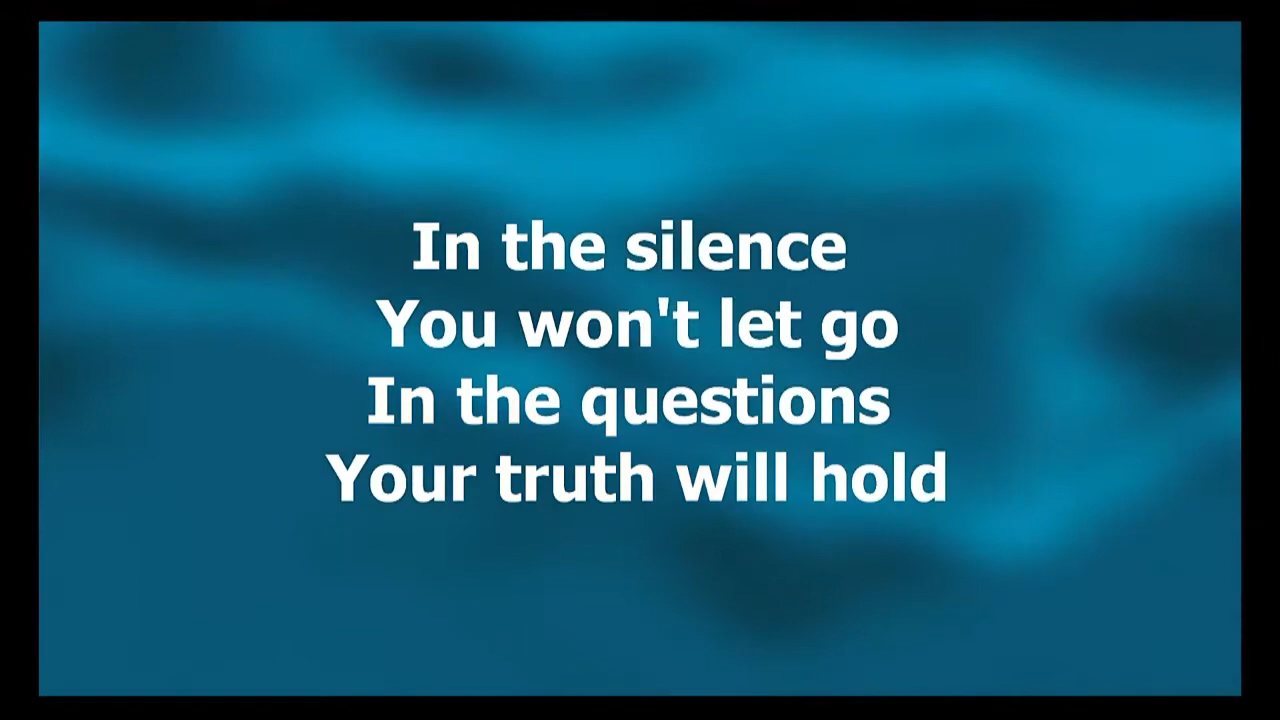 In the silence
You won't let go
In the questions
Your truth will hold